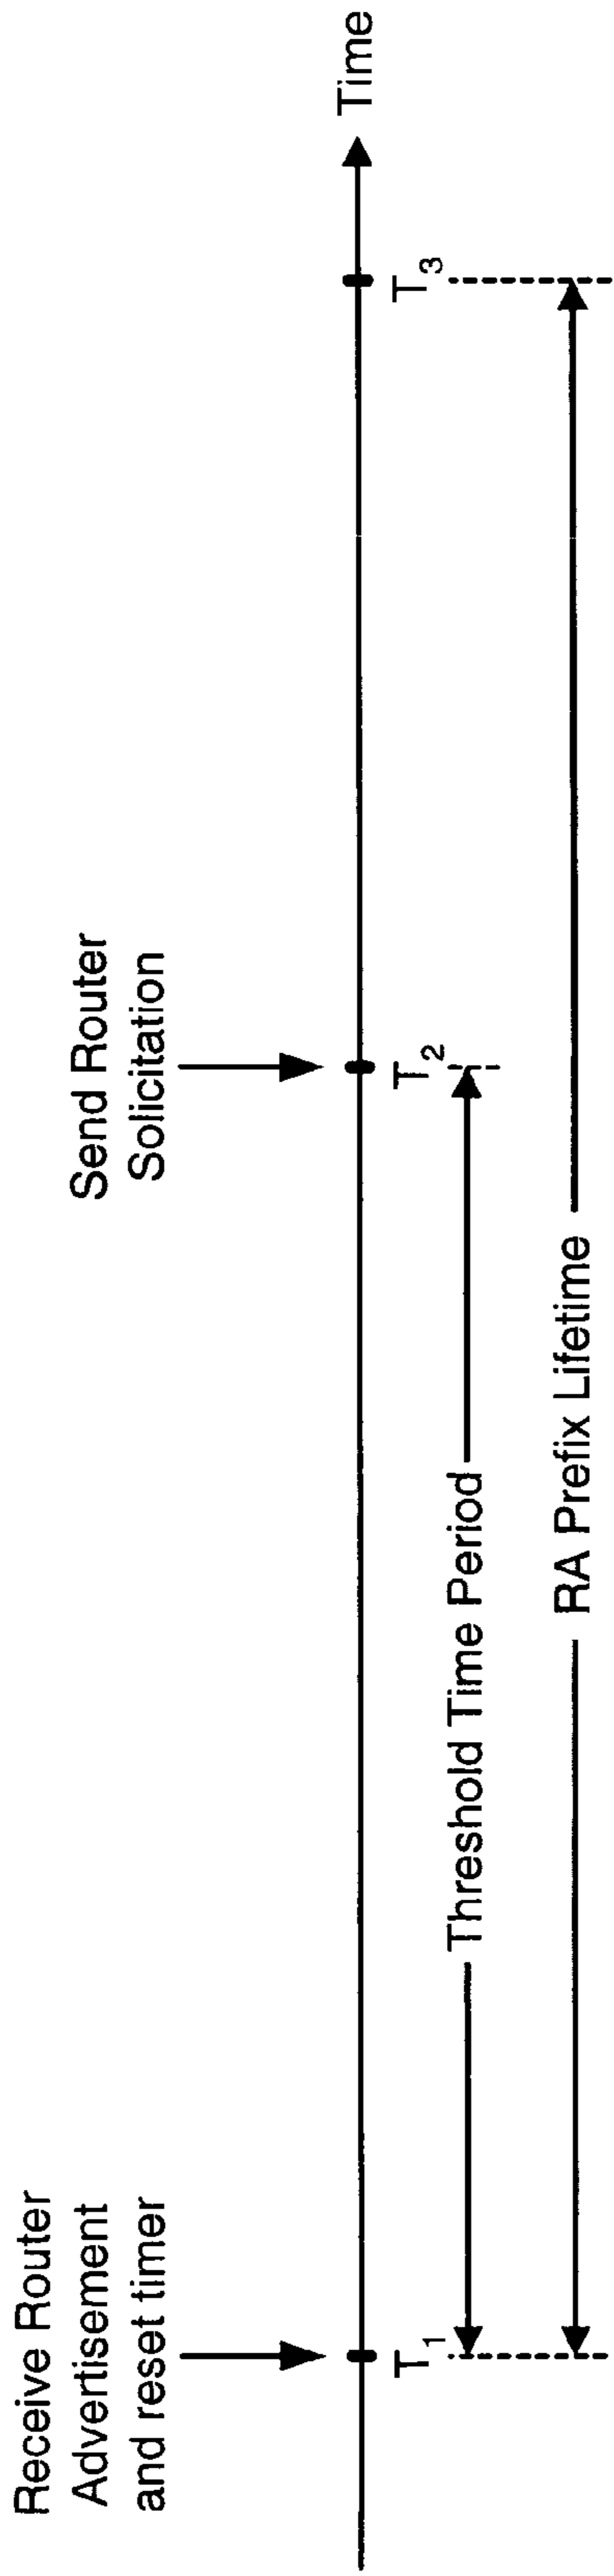 Receive Router
Advertisement
and reset timer
Send Router
Solicitation
Time
T1
T2
T3
Threshold Time Period
RA Prefix Lifetime